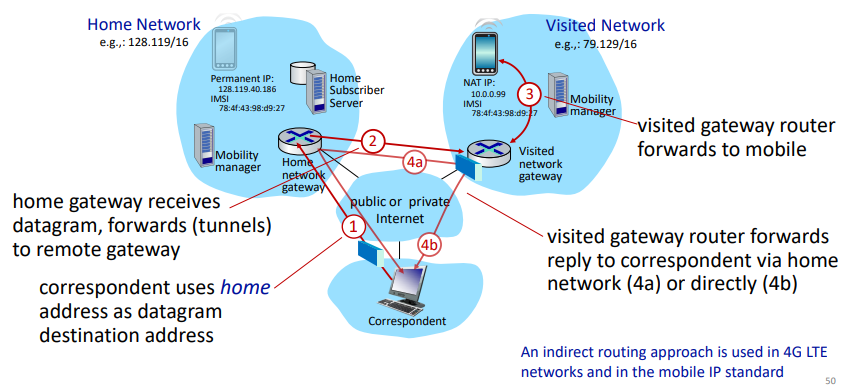 Home Network
e.g.,: 128.119/16
Visited Network
e.g.,: 79.129/16
Permanent IP:
128.119.40.186
IMSI
78:4f:43:98:d9:27
Home
Subscriber
Server
NAT IP:
10.0.0.99
IMSI
78:4f:43:98:d9:27
3
Mobility
manager
visited gateway router
forwards to mobile
Mobility
manager
2
4a
Home
network
gateway
Visited
network
gateway
home gateway receives
datagram, forwards (tunnels)
to remote gateway
public or private
Internet
1
4b
visited gateway router forwards
reply to correspondent via home
network (4a) or directly (4b)
correspondent uses home
address as datagram
destination address
Correspondent
An indirect routing approach is used in 4G LTE
networks and in the mobile IP standard
50